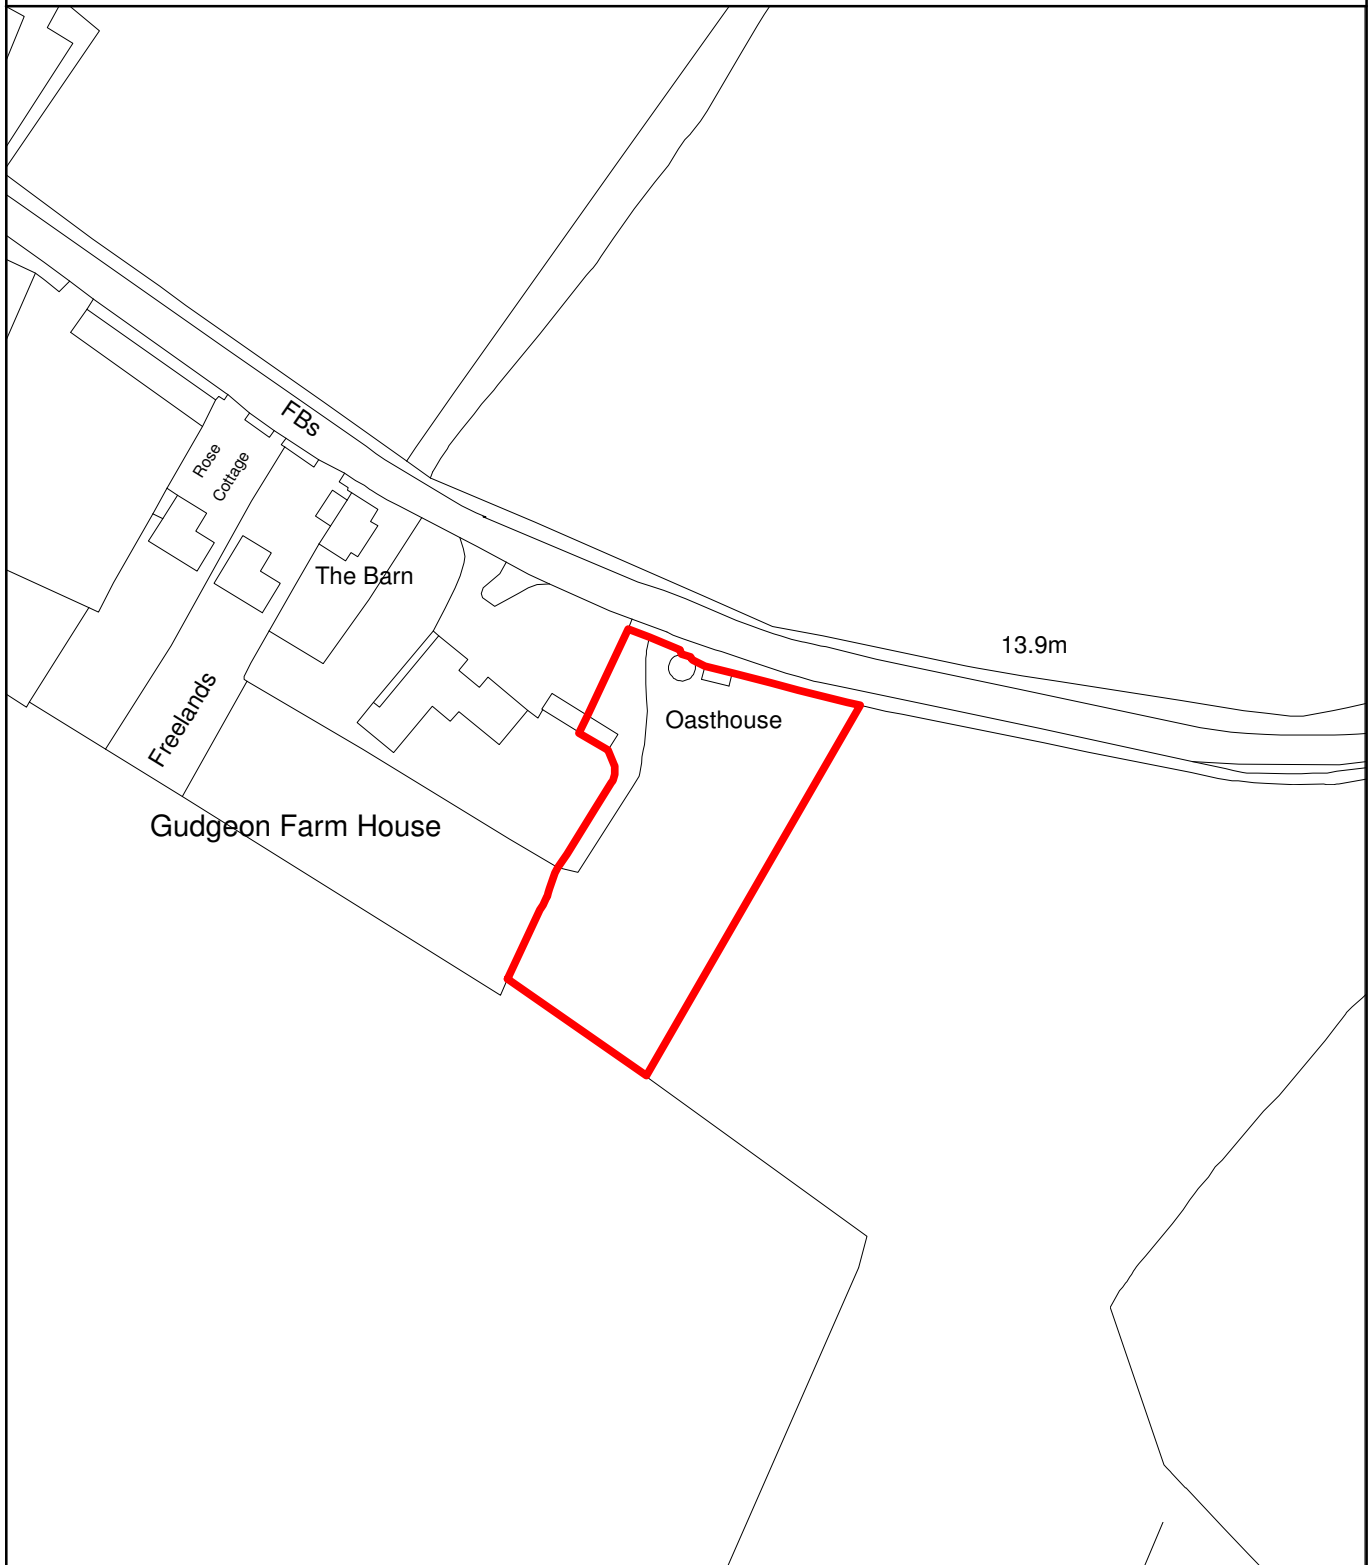 FBs
Rose
Cottage
The Barn
13.9m
Oasthouse
Freelands
Gudgeon Farm House